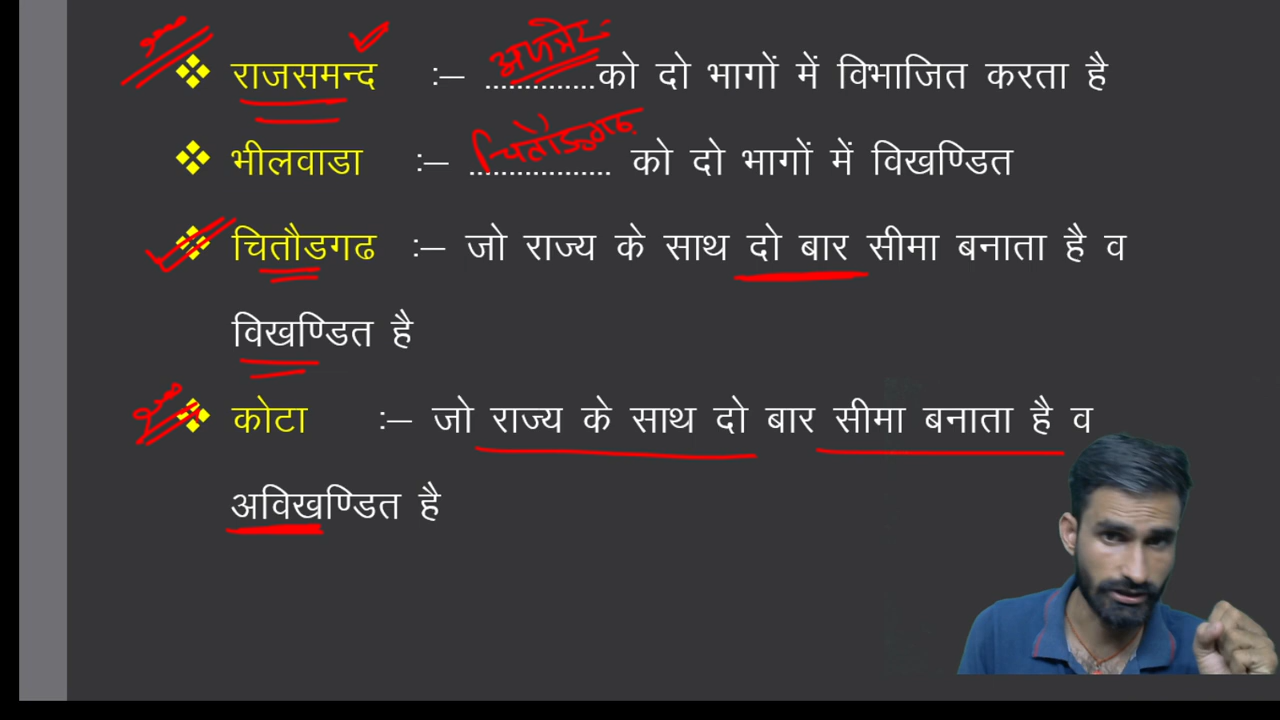 ❖ राजसमन्द :– अजमेर ..............को दो भागों में विभाजित करता है
❖ भीलवाडा :– चितौड़गढ .................. को दो भागों में विखण्डित
❖ चितौडगढ :– जो राज्य के साथ दो बार सीमा बनाता है व
विखण्डित है
❖ कोटा :– जो राज्य के साथ दो बार सीमा बनाता है व
अविखण्डित है